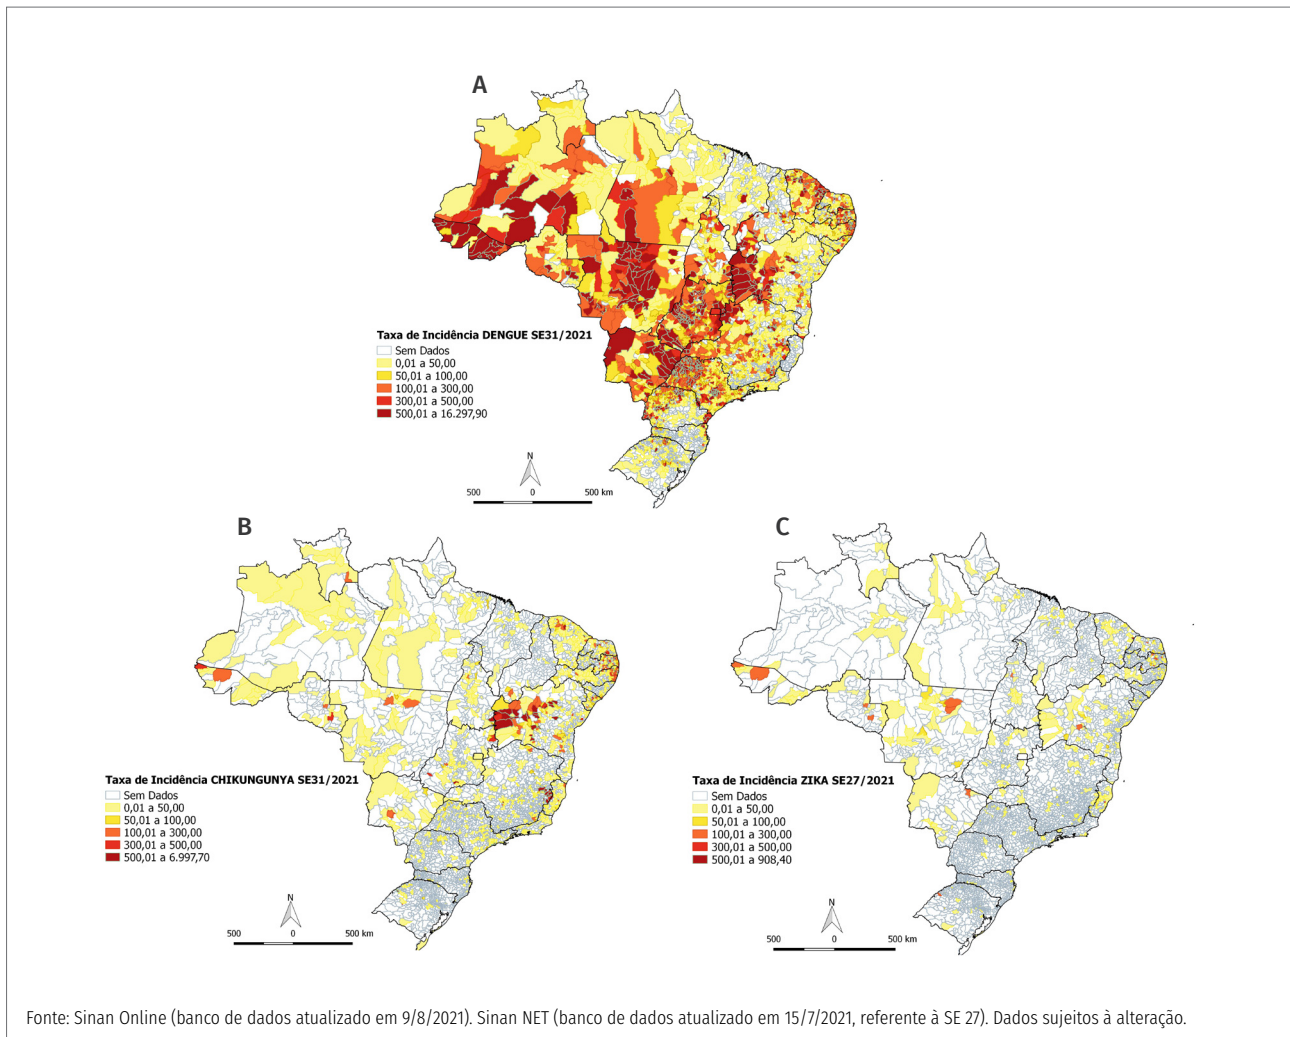 A
Taxa de Incidência DENGUE SE31/2021
Sem Dados
0,01 a 50,00
50,01 a 100,00
100,01 a 300,00
300,01 a 500,00
500,01 a 16.297,90
N
500 0 500 km
B
Taxa de Incidência CHIKUNGUNYA SE31/2021
Sem Dados
0,01 a 50,00
50,01 a 100,00
100,01 a 300,00
300,01 a 500,00
500,01 a 6.997,70
N
500 0 500 km
C
Taxa de Incidência ZIKA SE27/2021
Sem Dados
0,01 a 50,00
50,01 a 100,00
100,01 a 300,00
300,01 a 500,00
500,01 a 908,40
N
500 0 500 km
Fonte: Sinan Online (banco de dados atualizado em 9/8/2021). Sinan NET (banco de dados atualizado em 15/7/2021, referente à SE 27). Dados sujeitos à alteração.